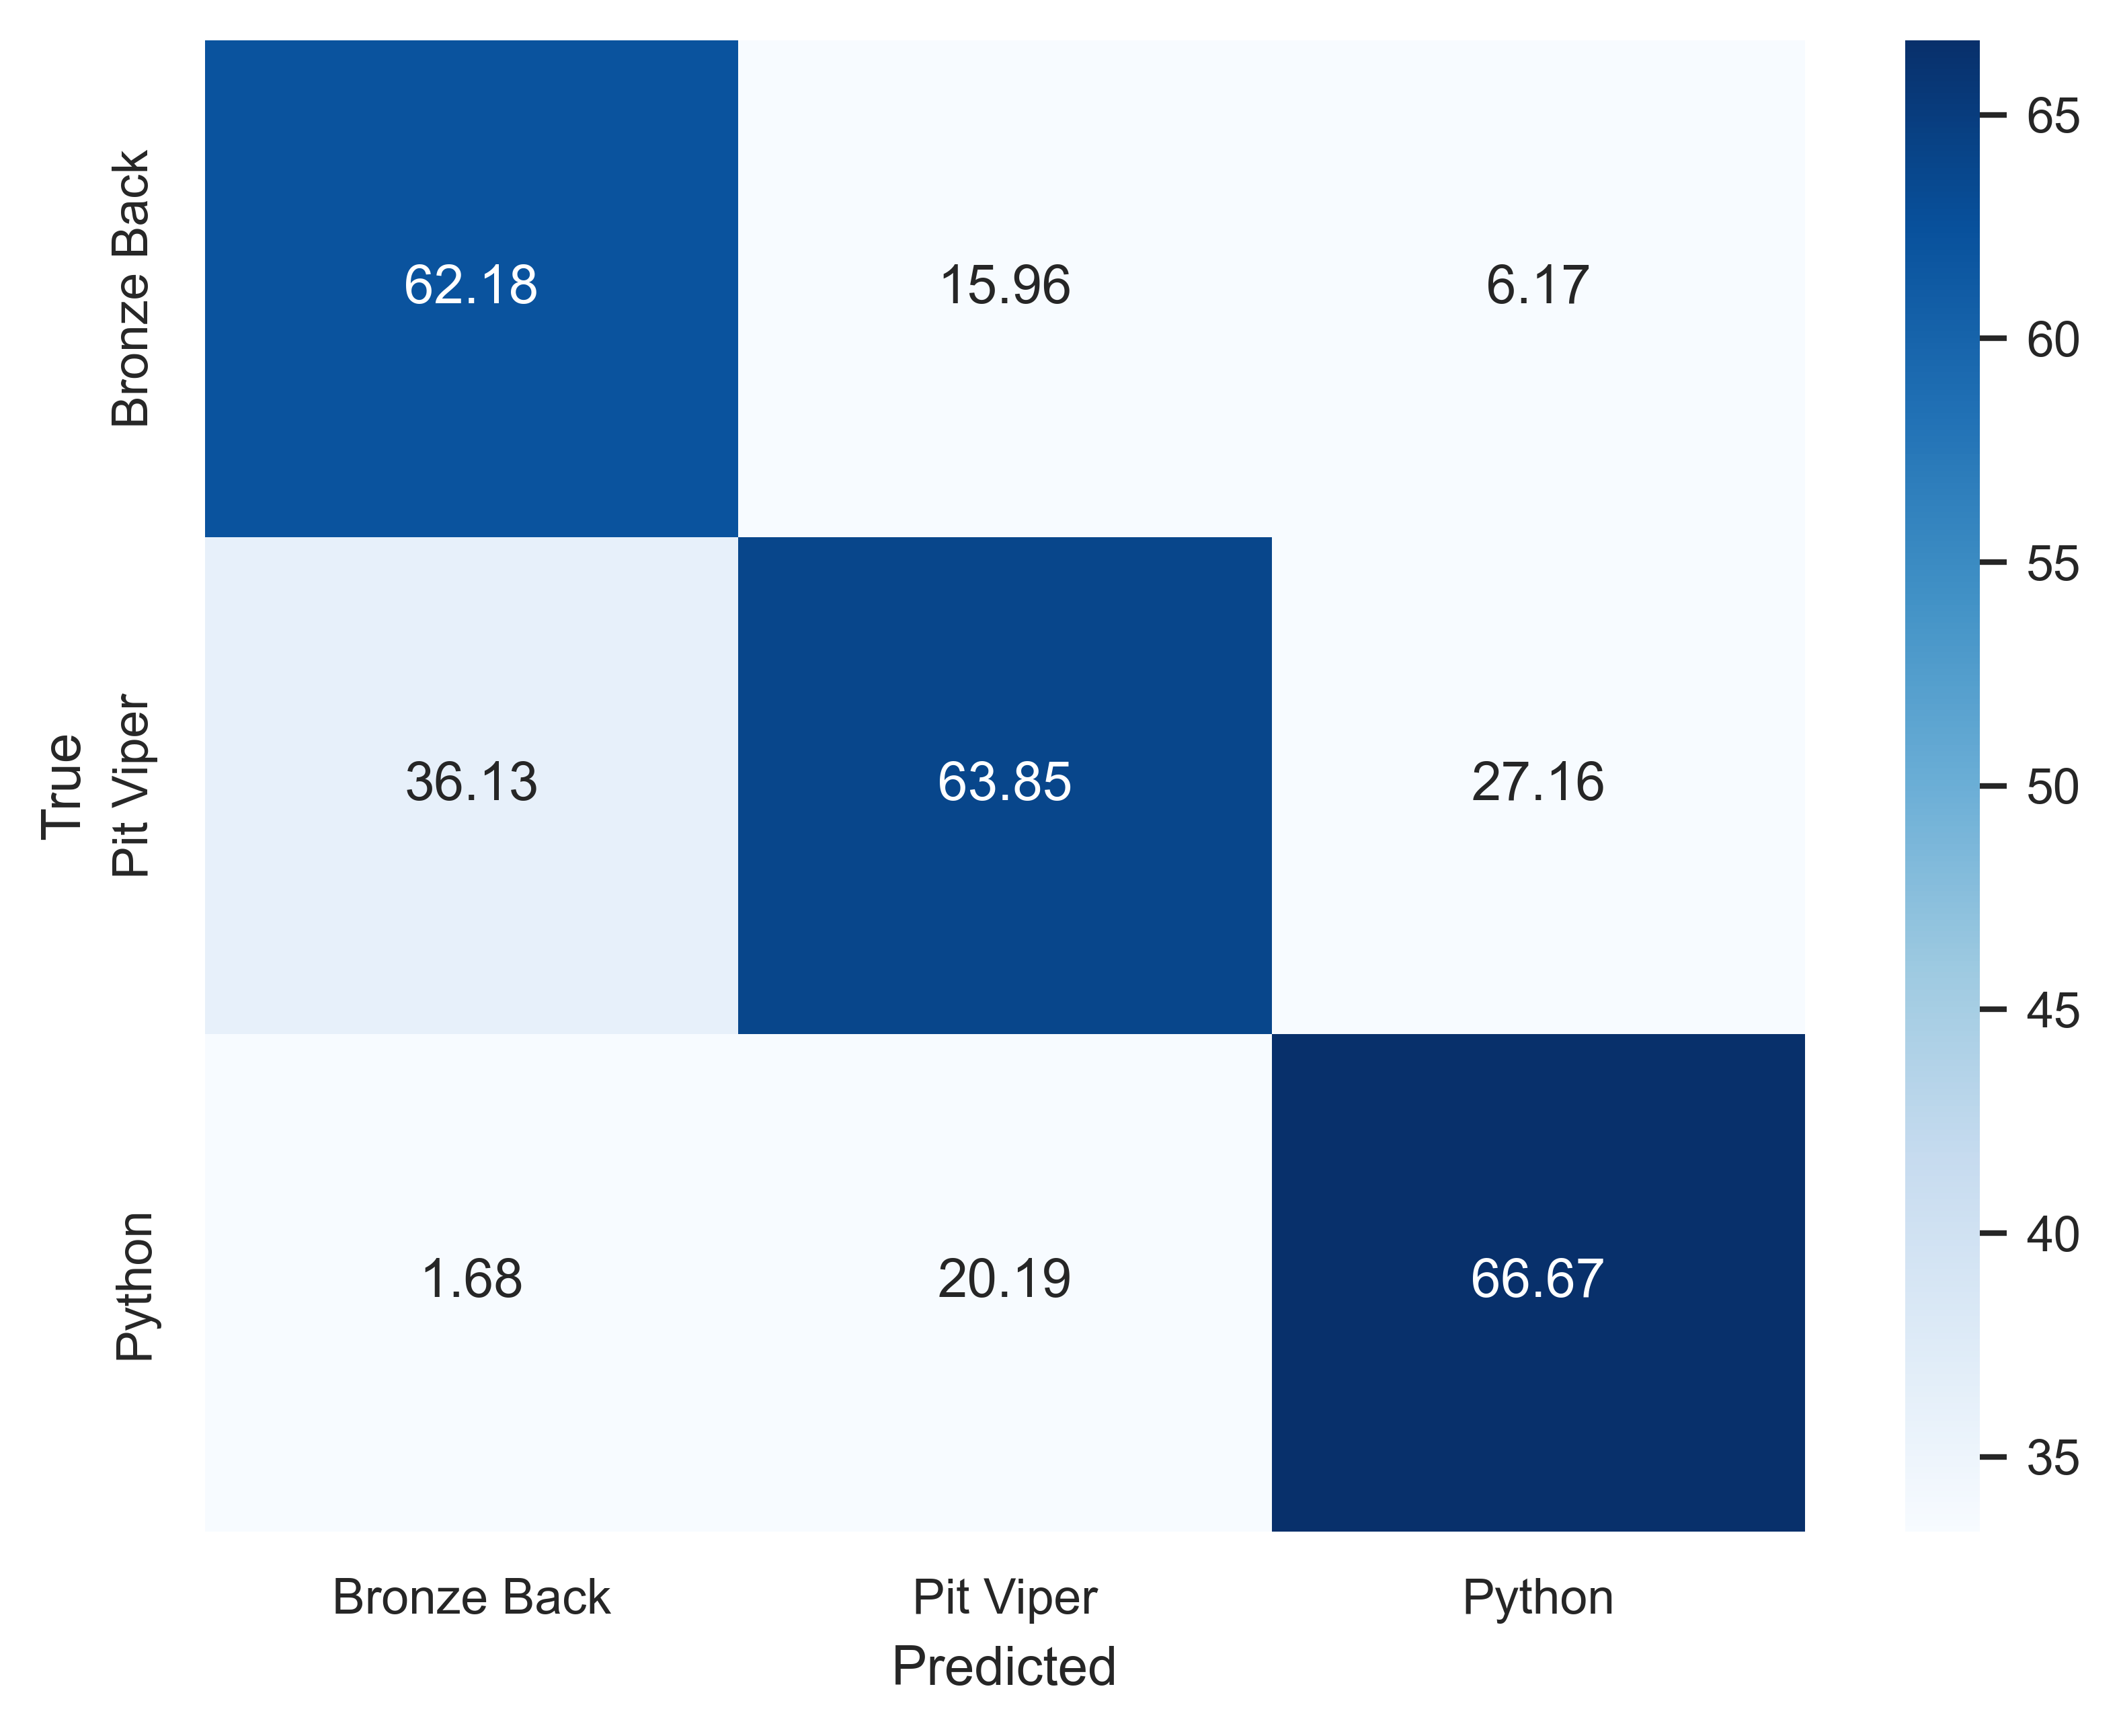 True
Bronze Back
62.18 15.96 6.17
Pit Viper
36.13 63.85 27.16
Python
1.68 20.19 66.67
Bronze Back Pit Viper Python
Predicted
65
60
55
50
45
40
35